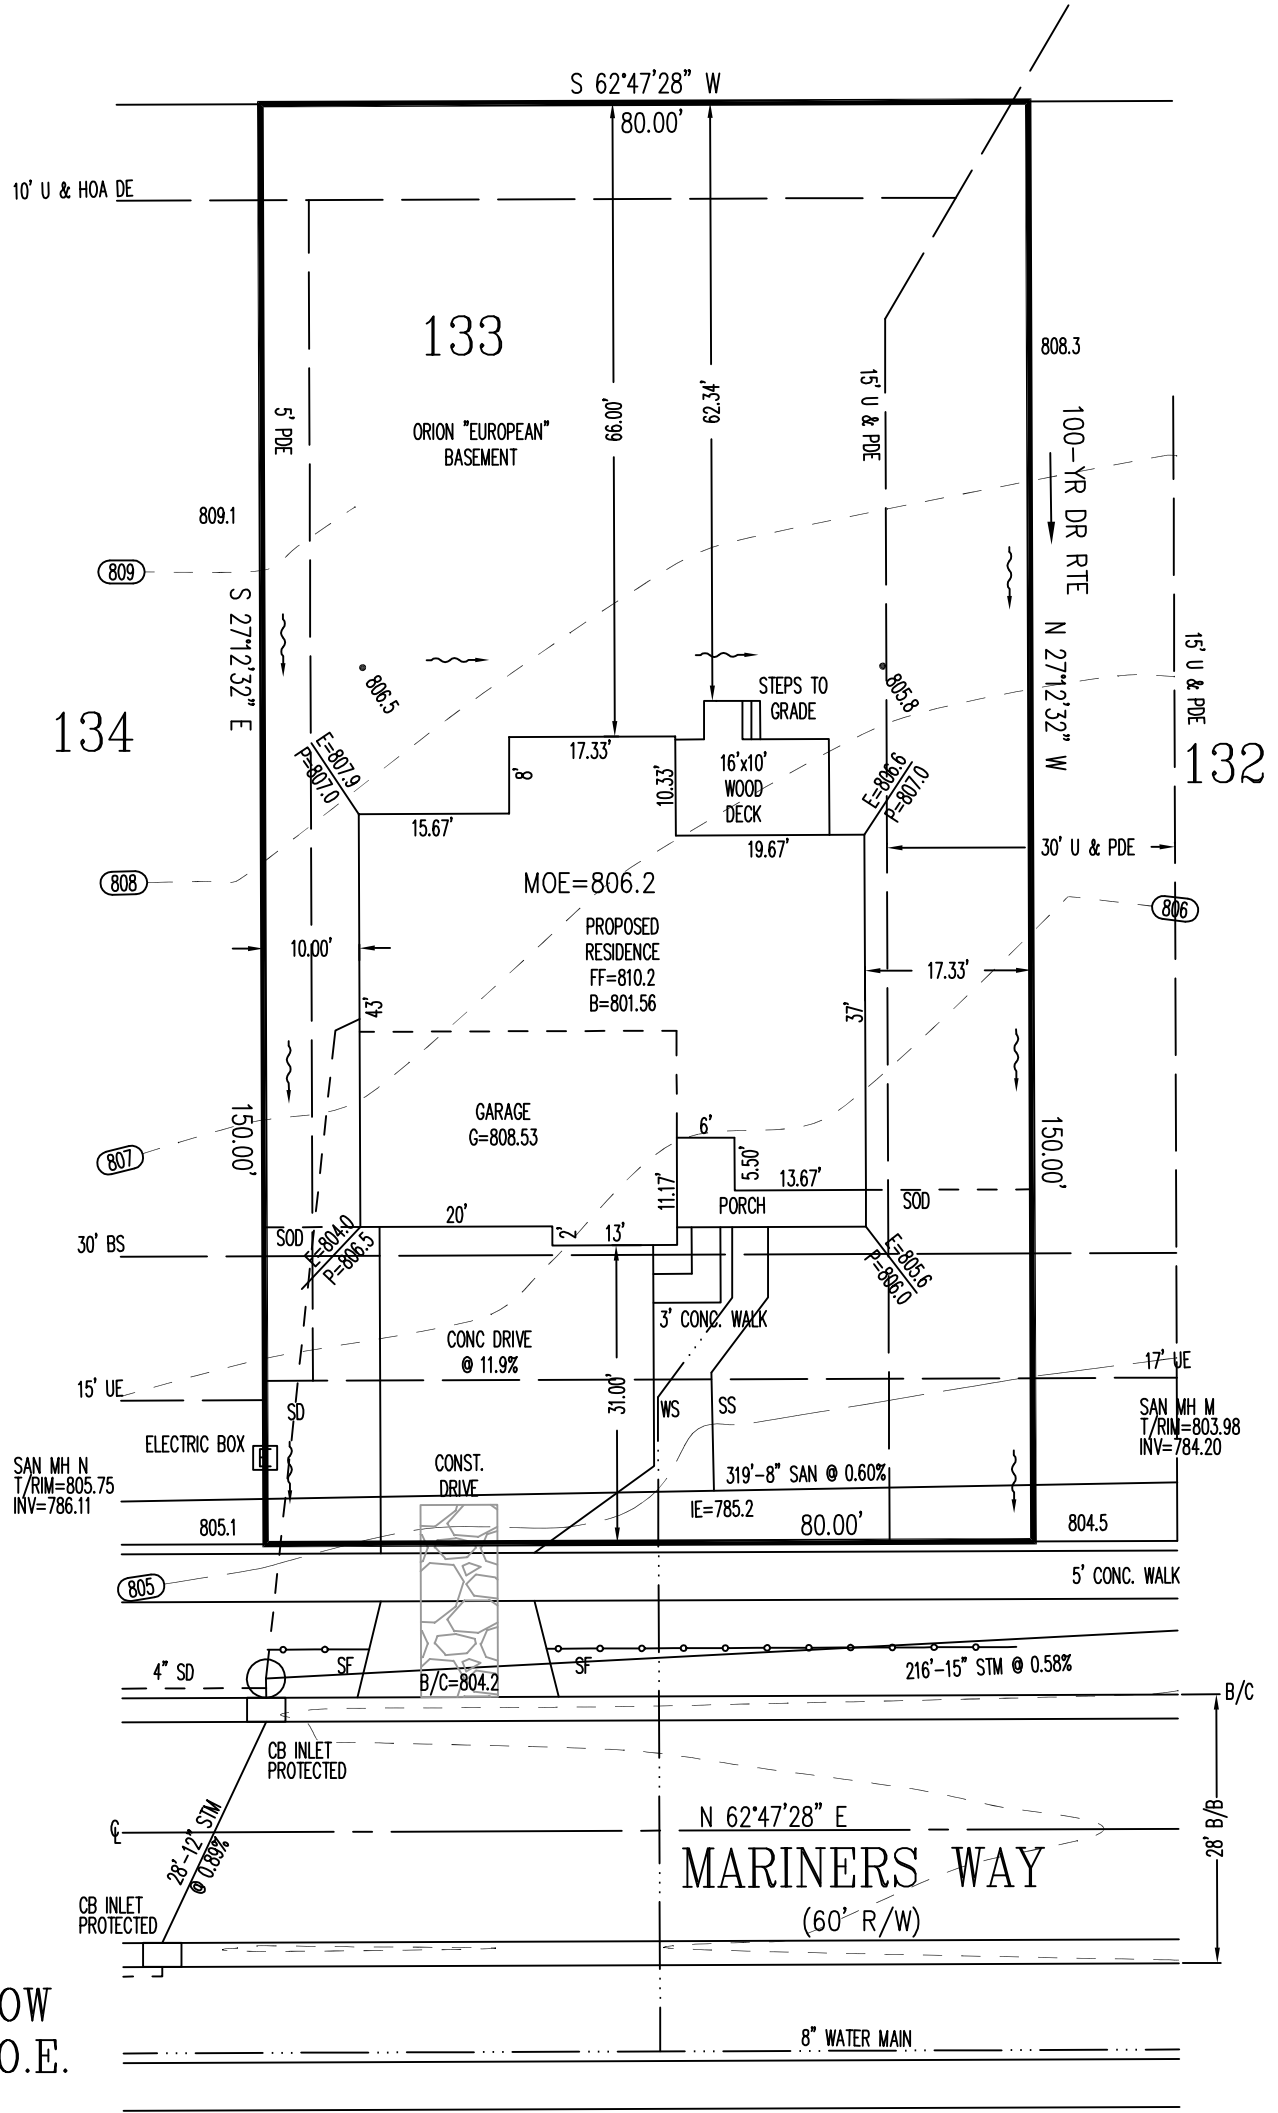 S 62°47'28" W
80.00'
10' U & HOA DE
133
808.3
ORION "EUROPEAN"
BASEMENT
5' PDE
66.00'
62.34'
15' U & PDE
100-YR DR RTE
809.1
809
S 27°12'32" E
N 27°12'32" W
15' U & PDE
806.5
805.8
STEPS TO
GRADE
134
132
E=807.9
P=807.0
17.33'
8'
10.33'
16'x10'
WOOD
DECK
E=806.6
P=807.0
15.67'
19.67'
30' U & PDE
808
MOE=806.2
806
PROPOSED
RESIDENCE
FF=810.2
B=801.56
10.00'
17.33'
43'
37'
GARAGE
G=808.53
150.00'
150.00'
807
6'
5.50'
13.67'
11.17'
PORCH
SOD
20'
2'
13'
30' BS
SOD
E=804.0
P=806.5
E=805.6
P=806.0
3' CONC. WALK
CONC DRIVE
@ 11.9%
17' UE
15' UE
31.00'
SD
WS
SS
SAN MH M
T/RIM=803.98
INV=784.20
ELECTRIC BOX
E
SAN MH N
T/RIM=805.75
INV=786.11
CONST.
DRIVE
319'-8" SAN @ 0.60%
IE=785.2
805.1
80.00'
804.5
805
5' CONC. WALK
4" SD
SF
SF
B/C=804.2
216'-15" STM @ 0.58%
B/C
CB INLET
PROTECTED
28'-12" STM
@ 0.89%
28' B/B
N 62°47'28" E
MARINERS WAY
(60' R/W)
CB INLET
PROTECTED
OW
O.E.
8" WATER MAIN